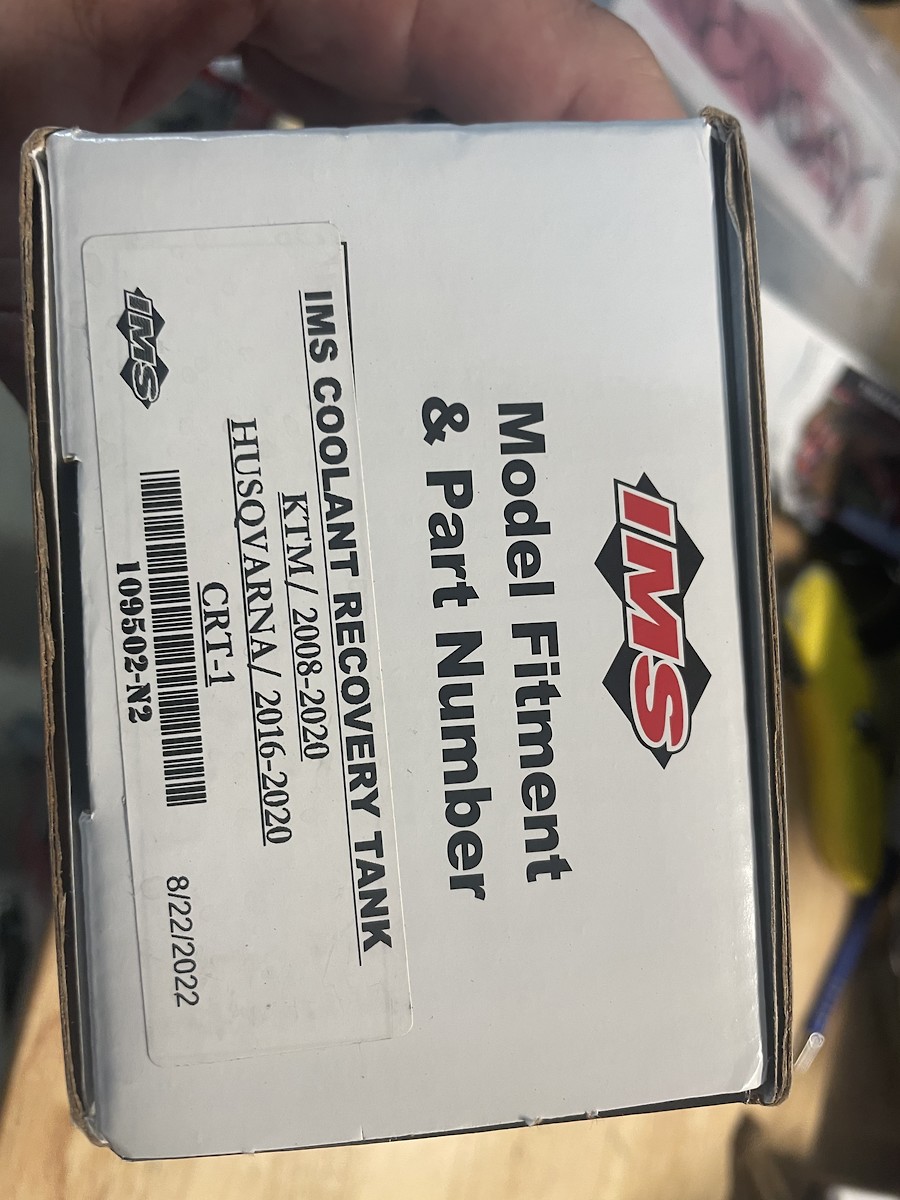 IMS
Model Fitment
& Part Number
IMS COOLANT RECOVERY TANK
KTM/ 2008-2020
HUSQVARNA/ 2016-2020
CRT-1
IMS
109502-N2
8/22/2022